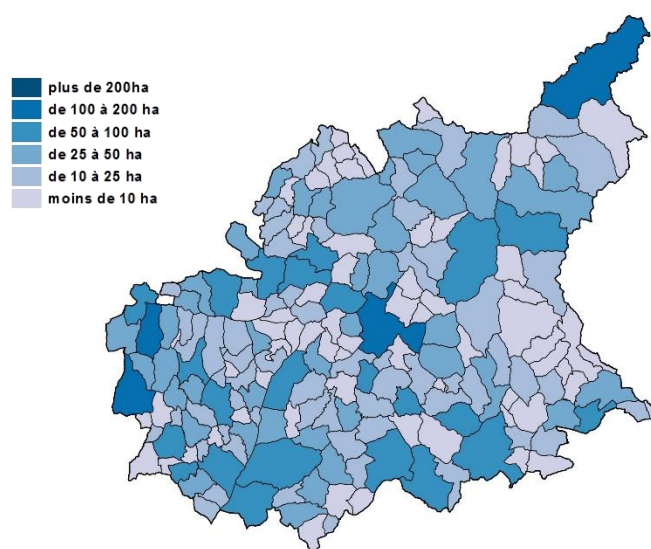 plus de 200ha
de 100 à 200 ha
de 50 à 100 ha
de 25 à 50 ha
de 10 à 25 ha
moins de 10 ha